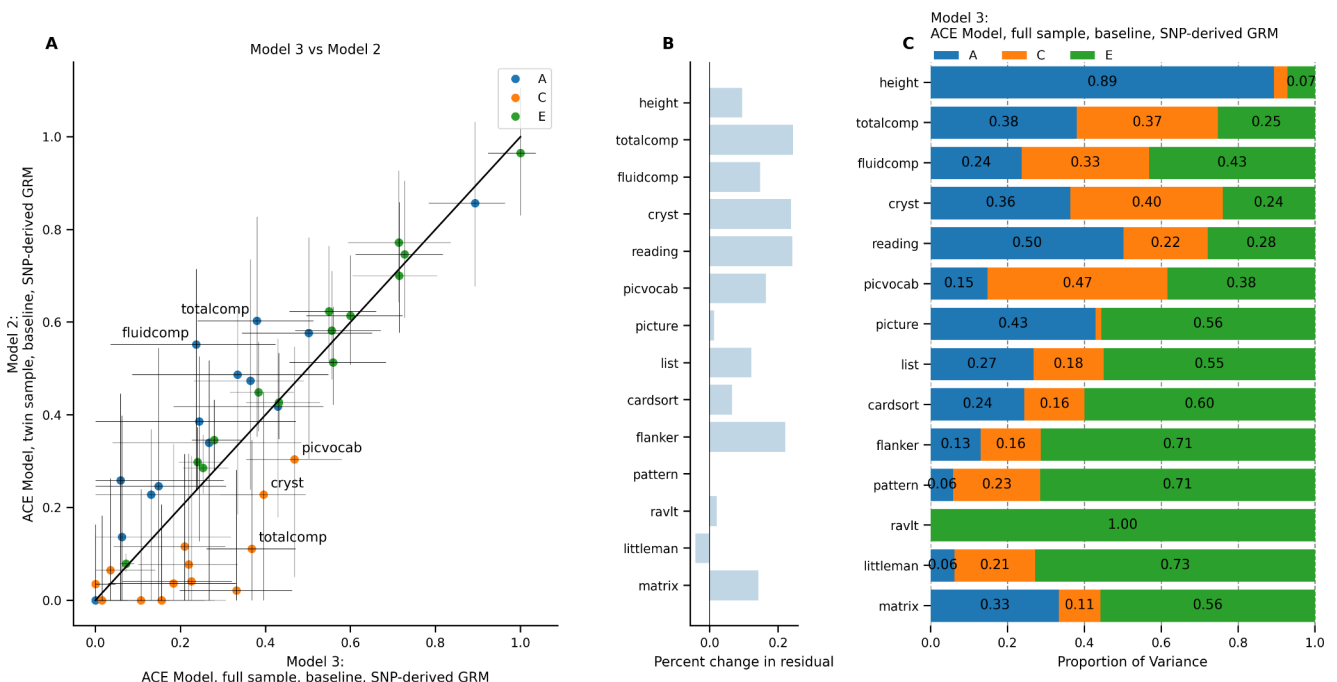 A
Model 3 vs Model 2
A
C
E
1.0
0.8
0.6
0.4
0.2
0.0
Model 2:
ACE Model, twin sample, baseline, SNP-derived GRM
totalcomp
fluidcomp
picvocab
cryst
totalcomp
0.0
0.2
0.4
0.6
0.8
1.0
Model 3:
ACE Model, full sample, baseline, SNP-derived GRM
B
height
totalcomp
fluidcomp
cryst
reading
picvocab
picture
list
cardsort
flanker
pattern
ravlt
littleman
matrix
0.0
0.2
Percent change in residual
Model 3:
ACE Model, full sample, baseline, SNP-derived GRM
C
A
C
E
height 0.89 0.07
totalcomp 0.38 0.37 0.25
fluidcomp 0.24 0.33 0.43
cryst 0.36 0.40 0.24
reading 0.50 0.22 0.28
picvocab 0.15 0.47 0.38
picture 0.43 0.56
list 0.27 0.18 0.55
cardsort 0.24 0.16 0.60
flanker 0.13 0.16 0.71
pattern 0.06 0.23 0.71
ravlt 1.00
littleman 0.06 0.21 0.73
matrix 0.33 0.11 0.56
0.0
0.2
0.4
0.6
0.8
1.0
Proportion of Variance